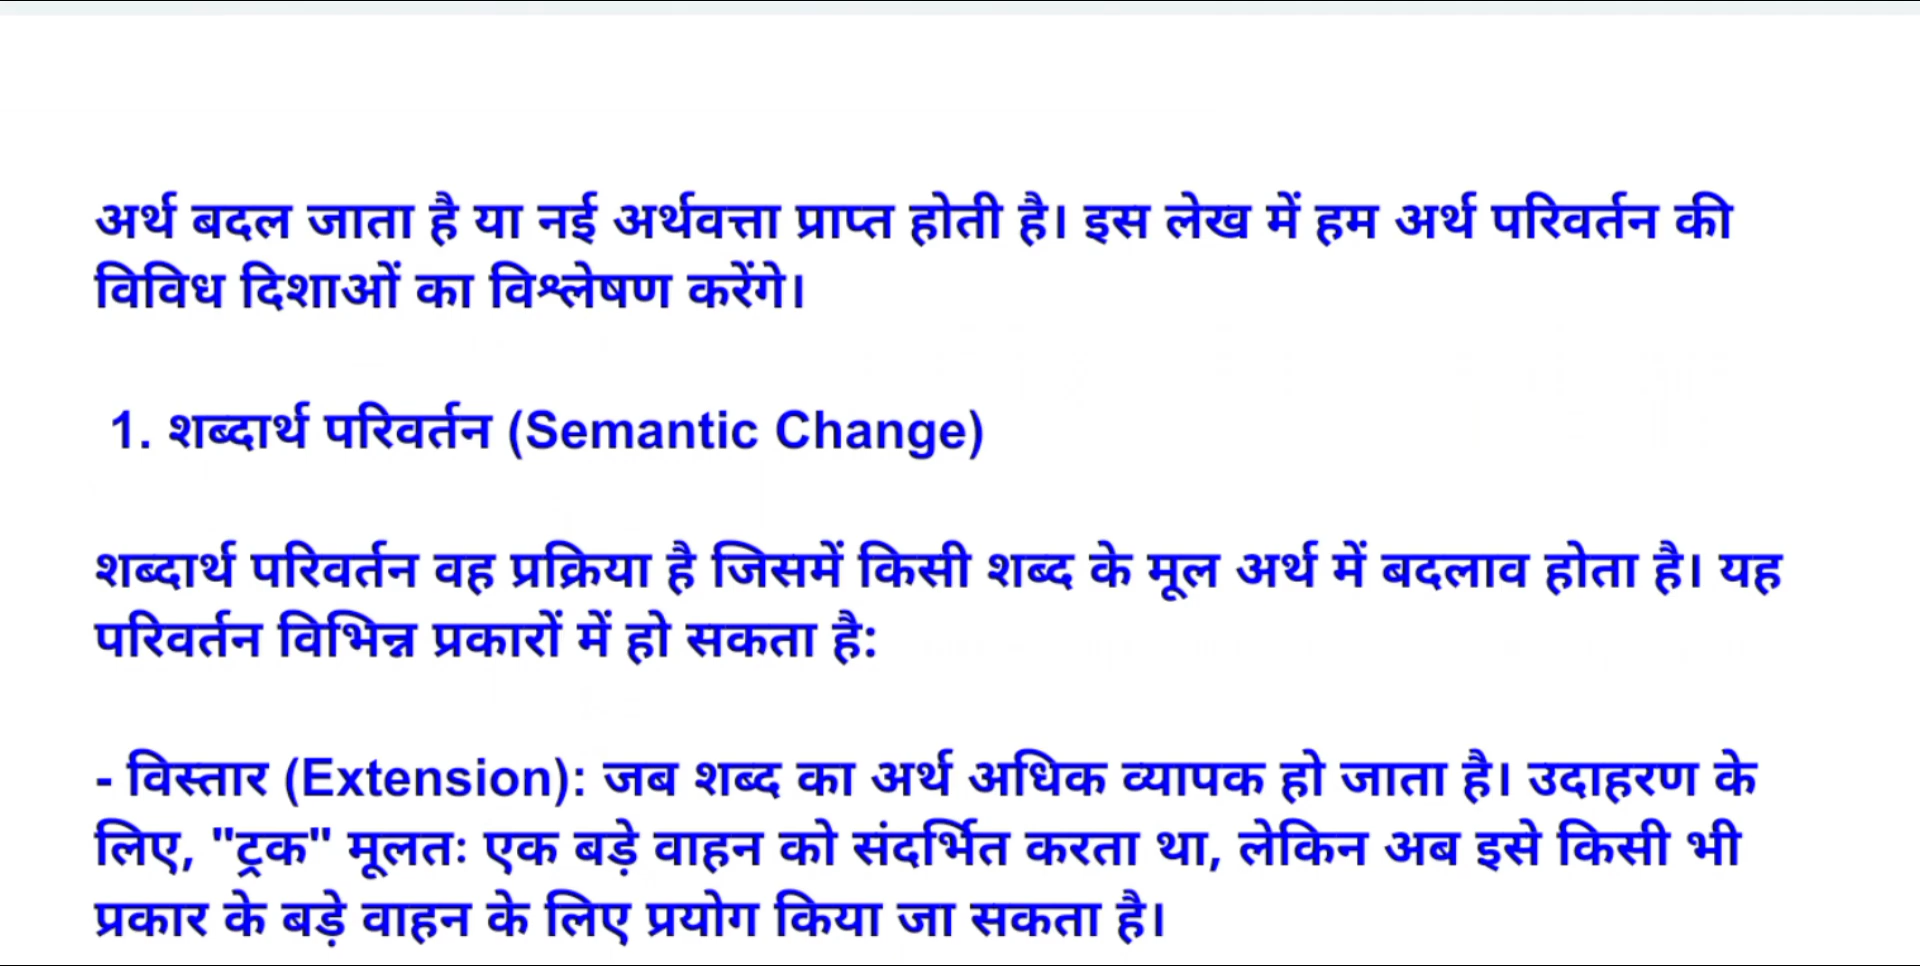 अर्थ बदल जाता है या नई अर्थवत्ता प्राप्त होती है। इस लेख में हम अर्थ परिवर्तन की
विविध दिशाओं का विश्लेषण करेंगे।
1. शब्दार्थ परिवर्तन (Semantic Change)
शब्दार्थ परिवर्तन वह प्रक्रिया है जिसमें किसी शब्द के मूल अर्थ में बदलाव होता है। यह
परिवर्तन विभिन्न प्रकारों में हो सकता है:
- विस्तार (Extension): जब शब्द का अर्थ अधिक व्यापक हो जाता है। उदाहरण के
लिए, "ट्रक" मूलतः एक बड़े वाहन को संदर्भित करता था, लेकिन अब इसे किसी भी
प्रकार के बड़े वाहन के लिए प्रयोग किया जा सकता है।